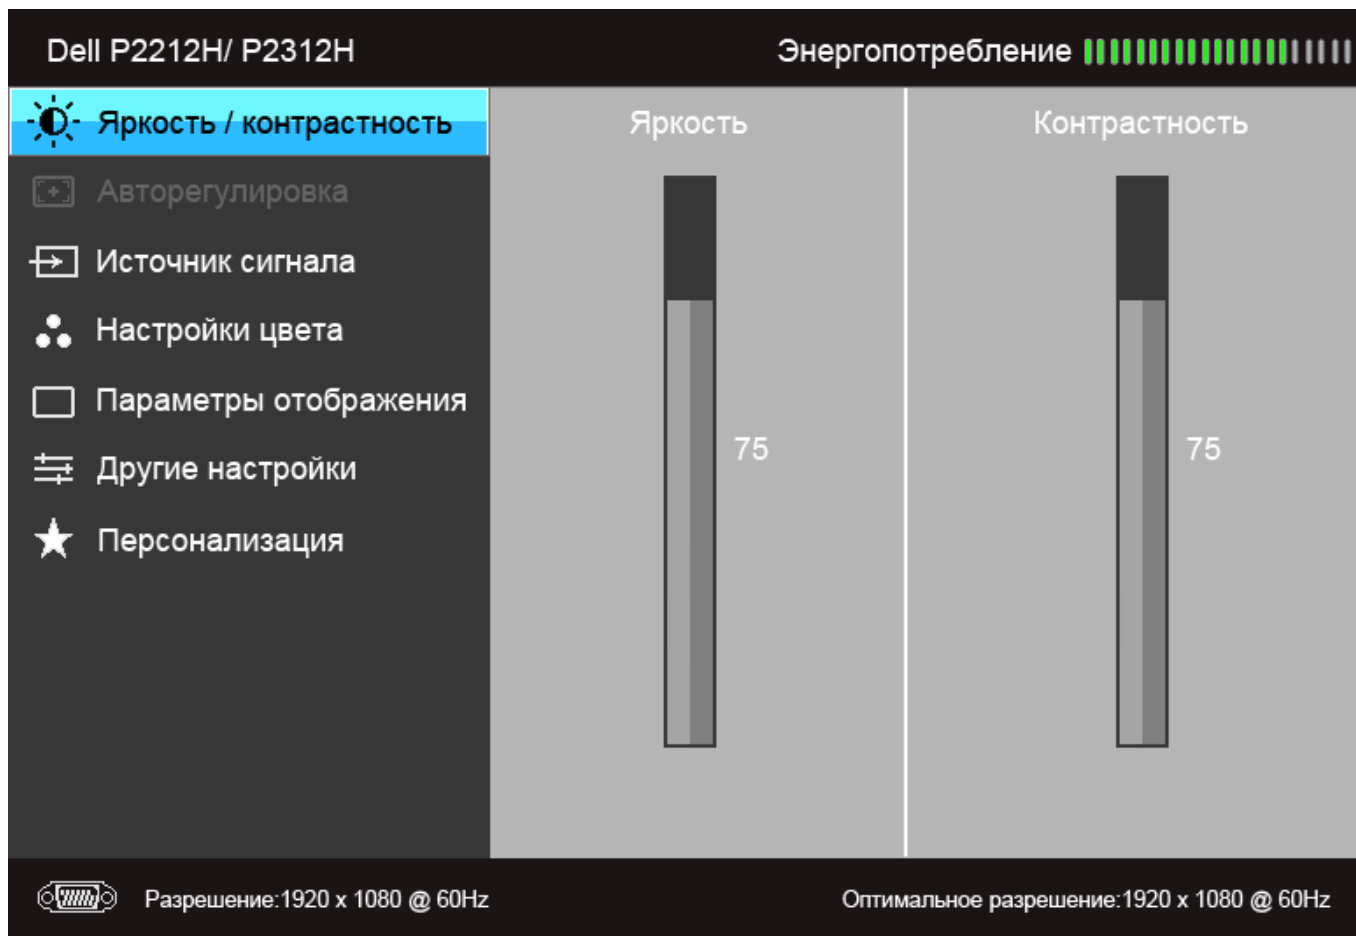 Dell P2212H/ P2312H
Энергопотребление
Яркость / контрастность
Яркость
Контрастность
Авторегулировка
Источник сигнала
Настройки цвета
Параметры отображения
75
75
Другие настройки
Персонализация
Разрешение:1920 x 1080 @ 60Hz
Оптимальное разрешение:1920 x 1080 @ 60Hz